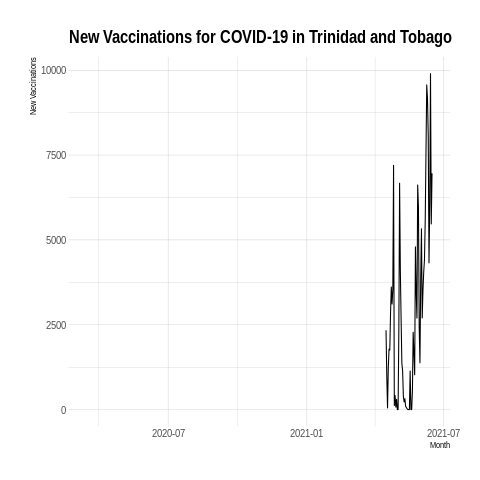 New Vaccinations for COVID-19 in Trinidad and Tobago
New Vaccinations
10000
7500
5000
2500
0
2020-07
2021-01
2021-07
Month